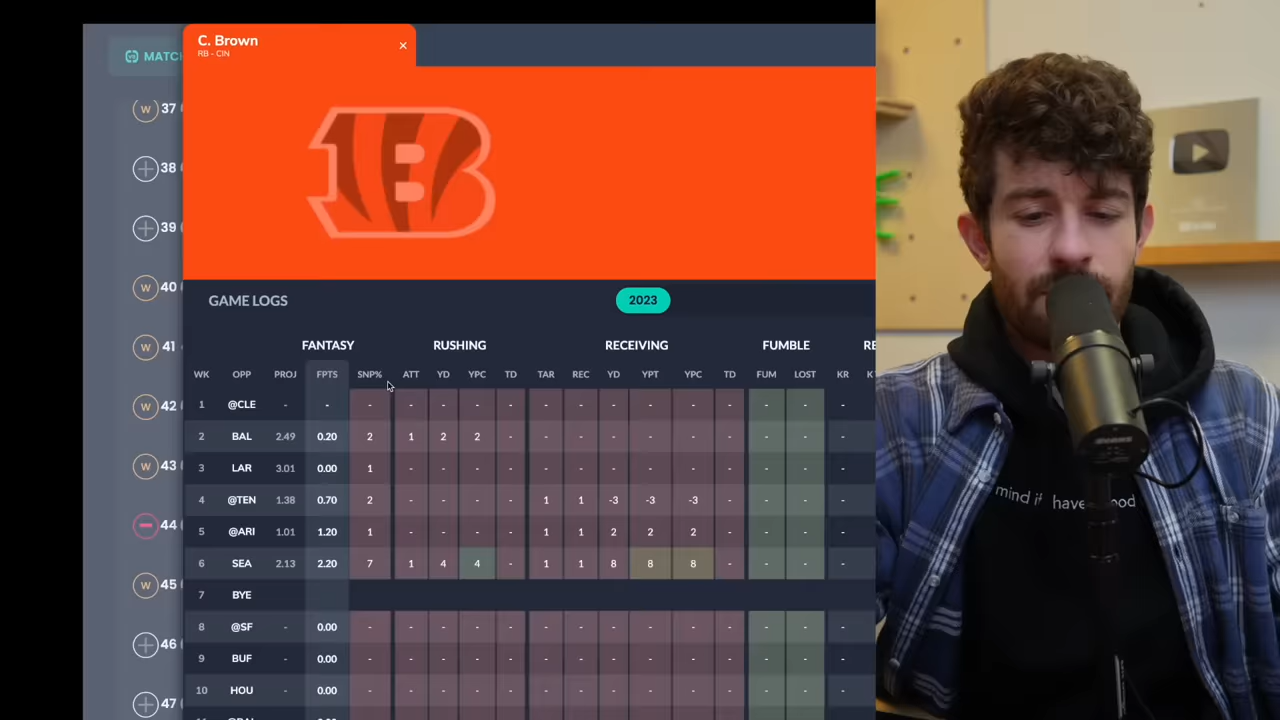 C. Brown
RB - CIN
×
MATC
37
38
39
40
41
42
43
44
45
46
47
GAME LOGS 2023
FANTASY RUSHING RECEIVING FUMBLE RE
WK OPP PROJ FPTS SNP% ATT YD YPC TD TAR REC YD YPT YPC TD FUM LOST KR K
1 @CLE - - - - - - - - - - - - - - - -
2 BAL 2.49 0.20 2 1 2 2 - - - - - - - - - -
3 LAR 3.01 0.00 1 - - - - - - - - - - - - -
4 @TEN 1.38 0.70 2 - - - - 1 1 -3 -3 -3 - - - -
5 @ARI 1.01 1.20 1 - - - - 1 1 2 2 2 - - - -
6 SEA 2.13 2.20 7 1 4 4 - 1 1 8 8 8 - - - -
7 BYE
8 @SF - 0.00 - - - - - - - - - - - - - -
9 BUF - 0.00 - - - - - - - - - - - - - -
10 HOU - 0.00 - - - - - - - - - - - - - -
mind if have ood